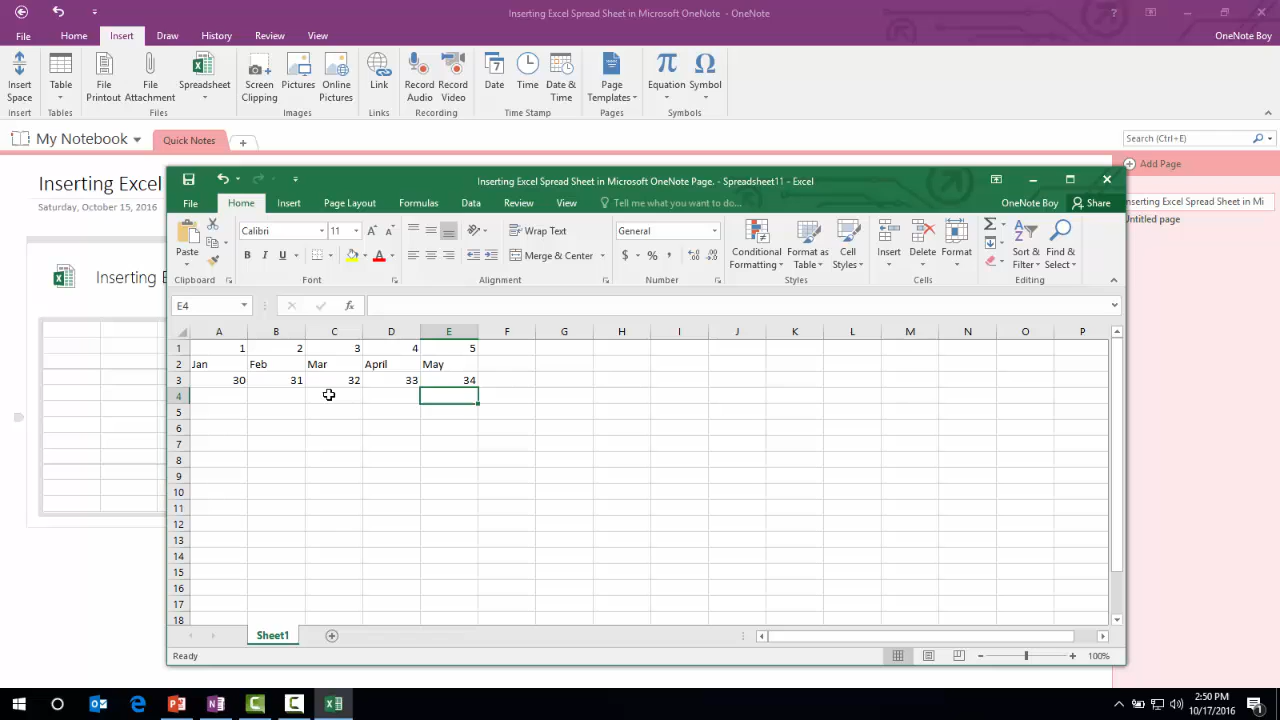 Inserting Excel Spread Sheet in Microsoft OneNote - OneNote
File Home Insert Draw History Review View
OneNote Boy
Insert Space
Table
File Printout
File Attachment
Spreadsheet
Screen Clipping
Pictures
Online Pictures
Link
Record Audio
Record Video
Date
Time
Date & Time
Page Templates
Equation
Symbol
Insert Tables Files Images Links Recording Time Stamp Pages Symbols
My Notebook
Quick Notes
Search (Ctrl+E)
Inserting Excel
Saturday, October 15, 2016
Add Page
Inserting Excel Spread Sheet in Mi
Untitled page
Inserting E
Inserting Excel Spread Sheet in Microsoft OneNote Page. - Spreadsheet11 - Excel
File Home Insert Page Layout Formulas Data Review View Tell me what you want to do...
OneNote Boy Share
Paste
Calibri 11
B I U A
Wrap Text
Merge & Center
General
$ % ,
Conditional Formatting
Format as Table
Cell Styles
Insert
Delete
Format
Sort & Filter
Find & Select
Clipboard Font Alignment Number Styles Cells Editing
E4 fx
A B C D E F G H I J K L M N O P
1 1 2 3 4 5
2 Jan Feb Mar April May
3 30 31 32 33 34
4
5
6
7
8
9
10
11
12
13
14
15
16
17
18
Sheet1
Ready
100%
2:50 PM
10/17/2016